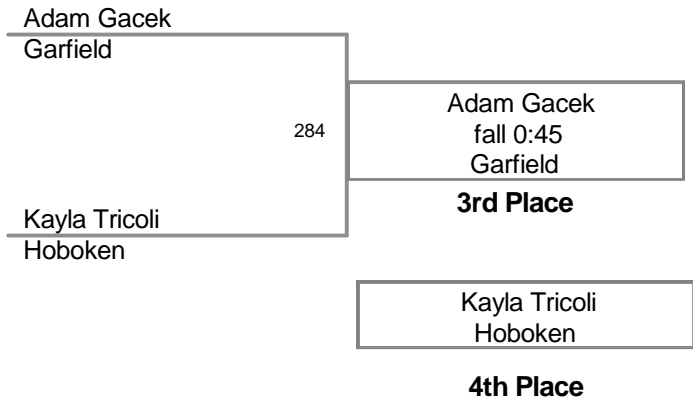 Adam Gacek
Garfield
284
Adam Gacek
fall 0:45
Garfield
3rd Place
Kayla Tricoli
Hoboken
Kayla Tricoli
Hoboken
4th Place